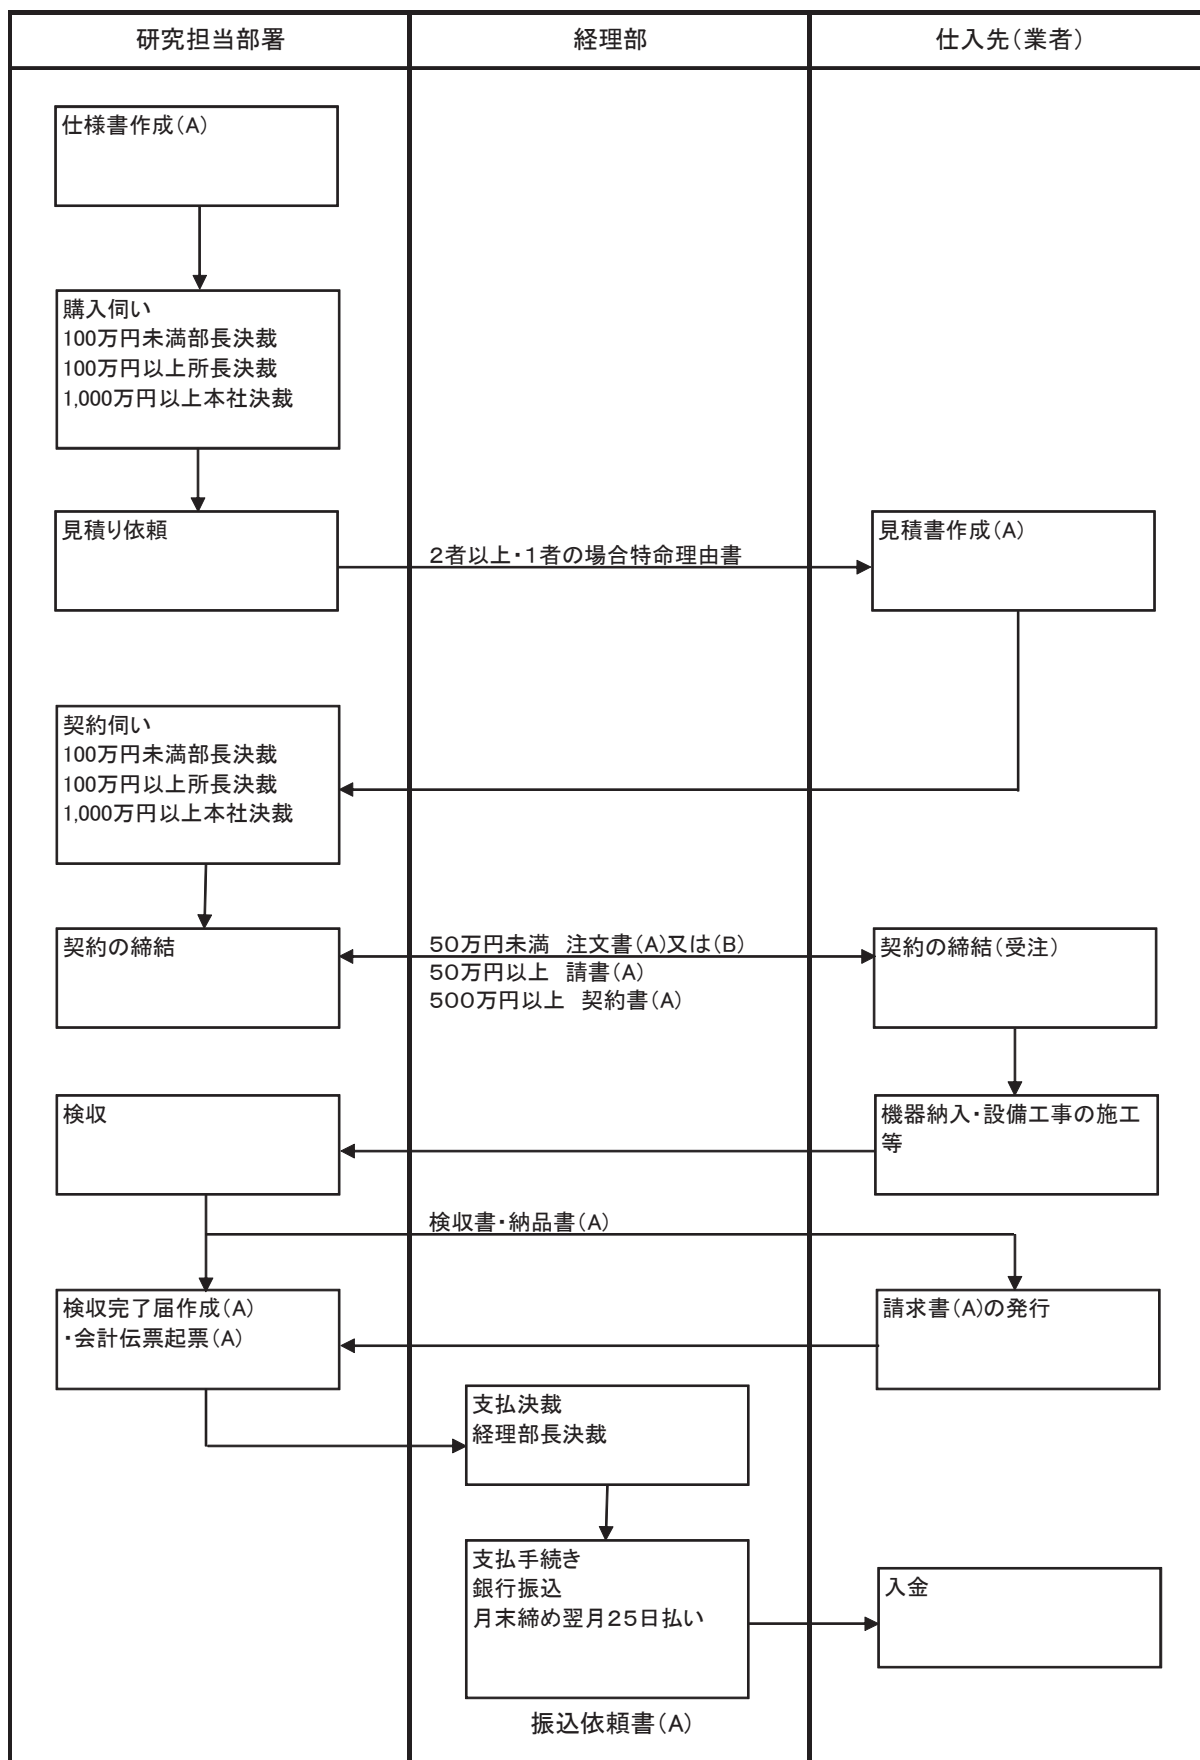 研究担当部署
経理部
仕入先(業者)
仕様書作成(A)
購入伺い
100万円未満部長決裁
100万円以上所長決裁
1,000万円以上本社決裁
見積り依頼
2者以上・1者の場合特命理由書
見積書作成(A)
契約伺い
100万円未満部長決裁
100万円以上所長決裁
1,000万円以上本社決裁
契約の締結
50万円未満 注文書(A)又は(B)
50万円以上 請書(A)
500万円以上 契約書(A)
契約の締結(受注)
検収
機器納入・設備工事の施工
等
検収書・納品書(A)
検収完了届作成(A)
・会計伝票起票(A)
請求書(A)の発行
支払決裁
経理部長決裁
支払手続き
銀行振込
月末締め翌月25日払い
入金
振込依頼書(A)